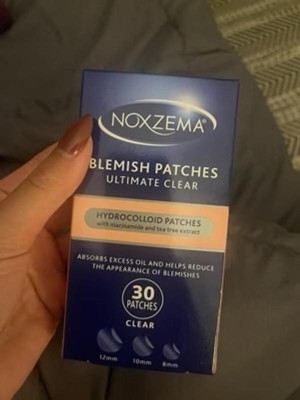 NOXZEMA®
BLEMISH PATCHES
ULTIMATE CLEAR
HYDROCOLLOID PATCHES
with niacinamide and tea tree extract
ABSORBS EXCESS OIL AND HELPS REDUCE
THE APPEARANCE OF BLEMISHES
30
PATCHES
CLEAR
12mm 10mm 8mm